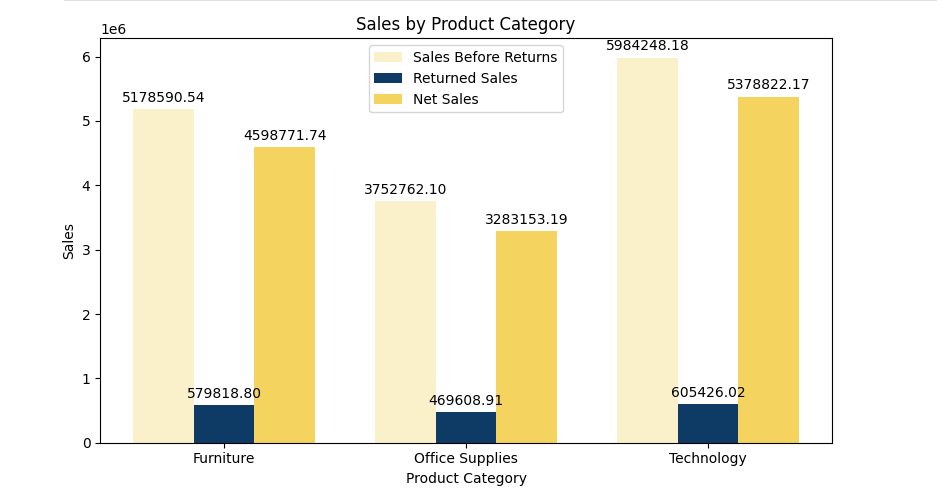 Sales by Product Category
1e6
Sales Before Returns
Returned Sales
Net Sales
5984248.18
5378822.17
5178590.54
4598771.74
3752762.10
3283153.19
579818.80
469608.91
605426.02
6
5
4
3
2
1
0
Sales
Furniture
Office Supplies
Technology
Product Category